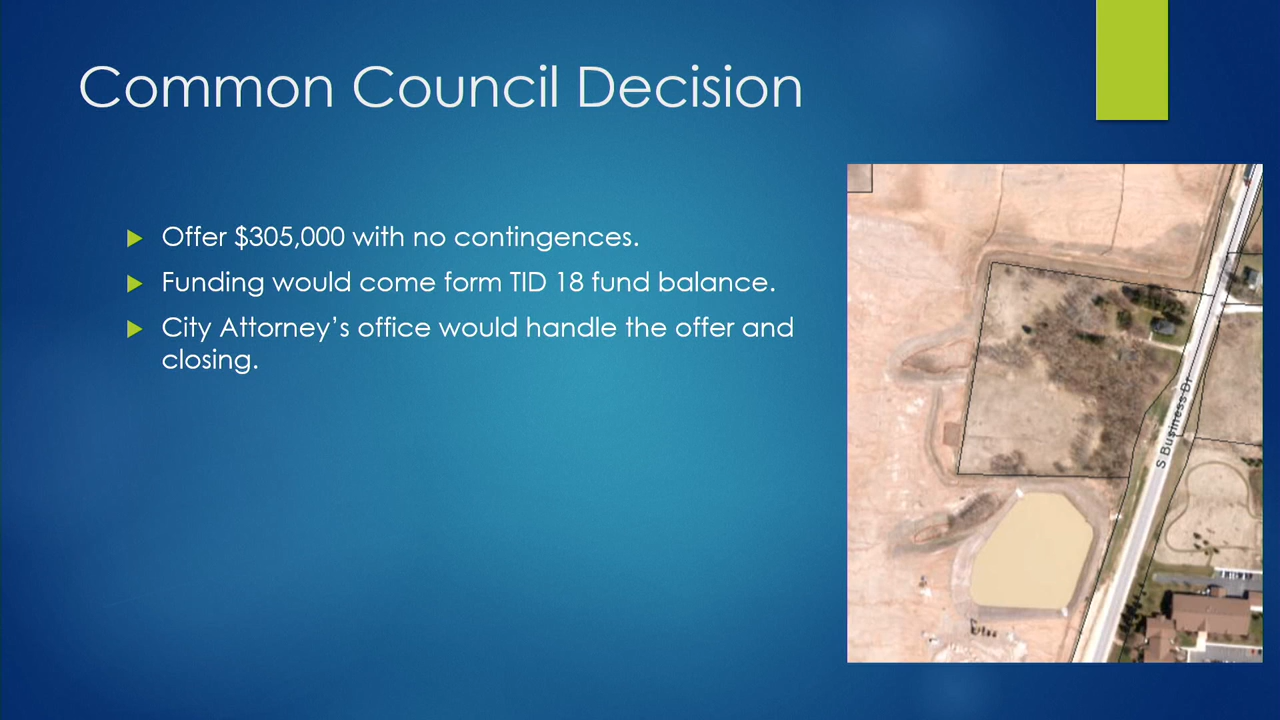 Common Council Decision
Offer $305,000 with no contingences.
Funding would come form TID 18 fund balance.
City Attorney’s office would handle the offer and
closing.
S Business Dr